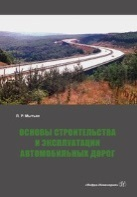 ОСНОВЫ СТРОИТЕЛЬСТВА
И ЭКСПЛУАТАЦИИ
АВТОМОБИЛЬНЫХ ДОРОГ